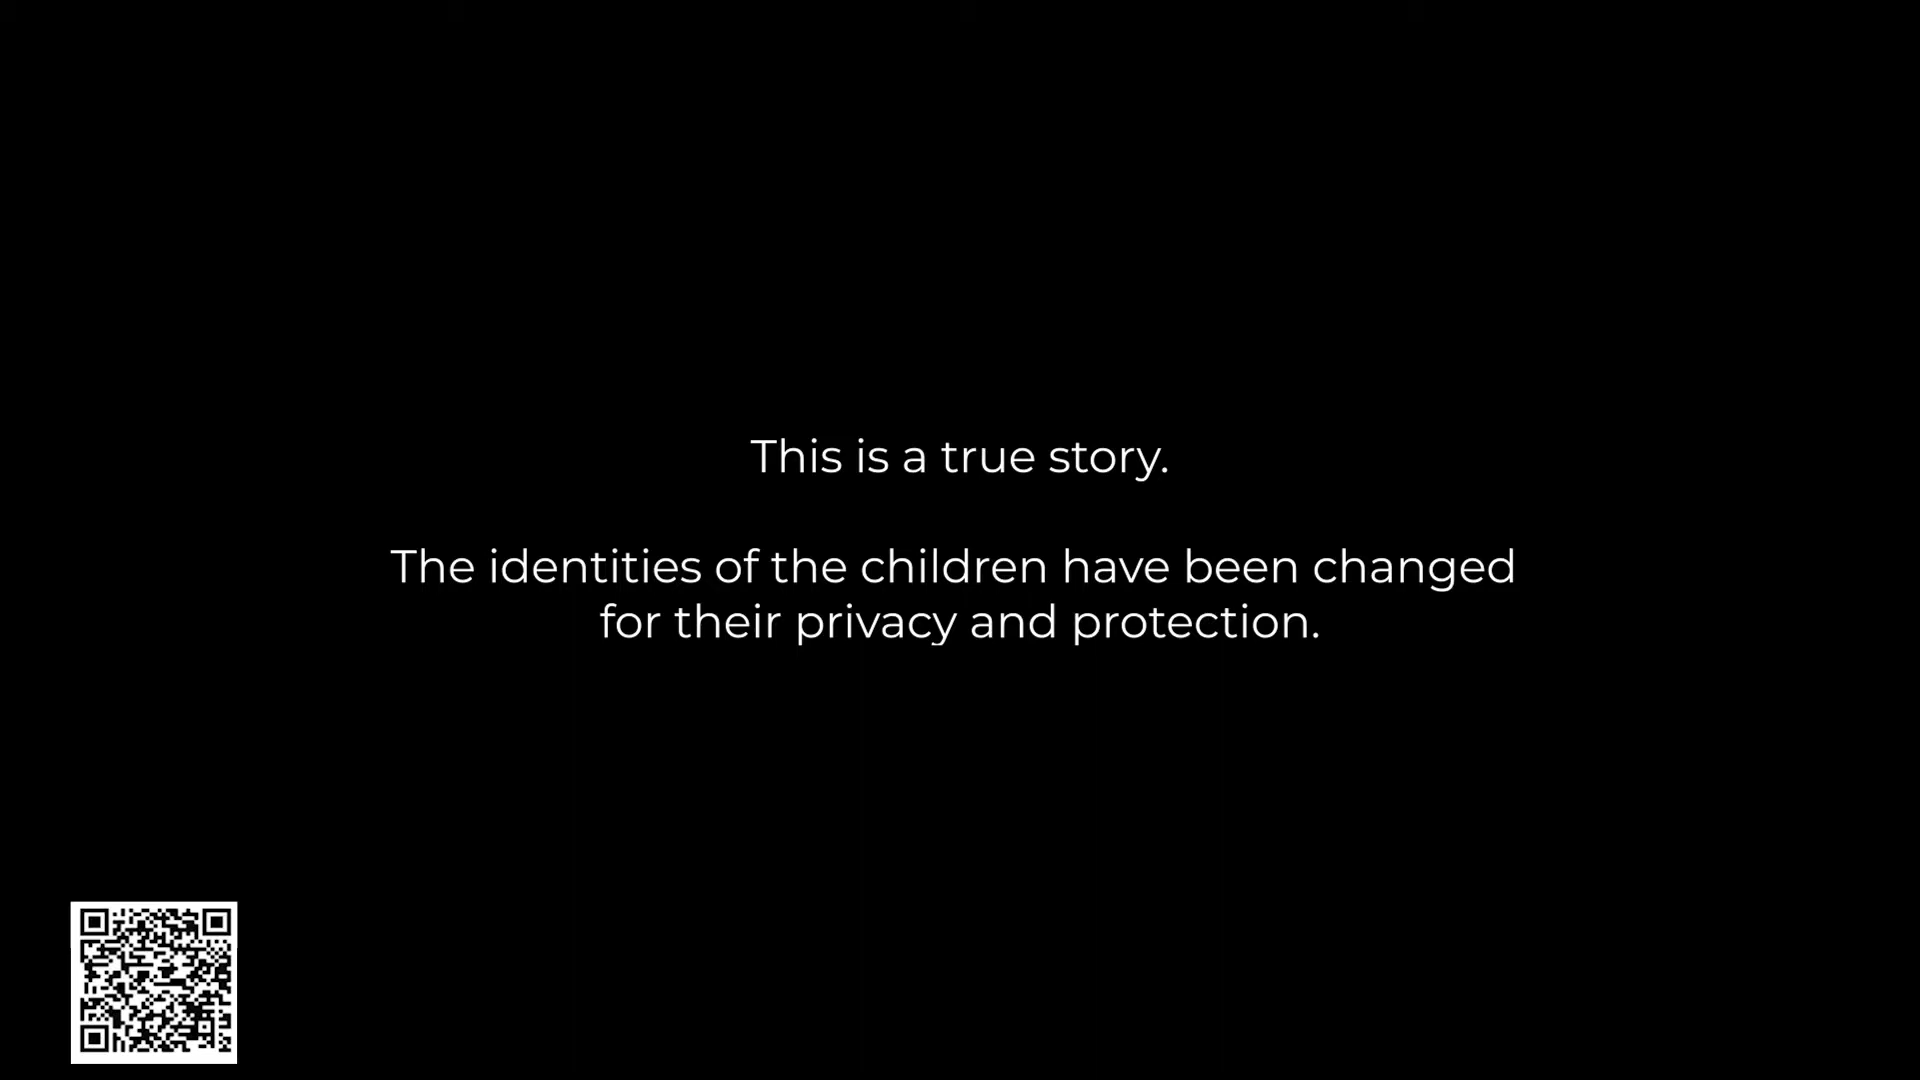 This is a true story.
The identities of the children have been changed
for their privacy and protection.